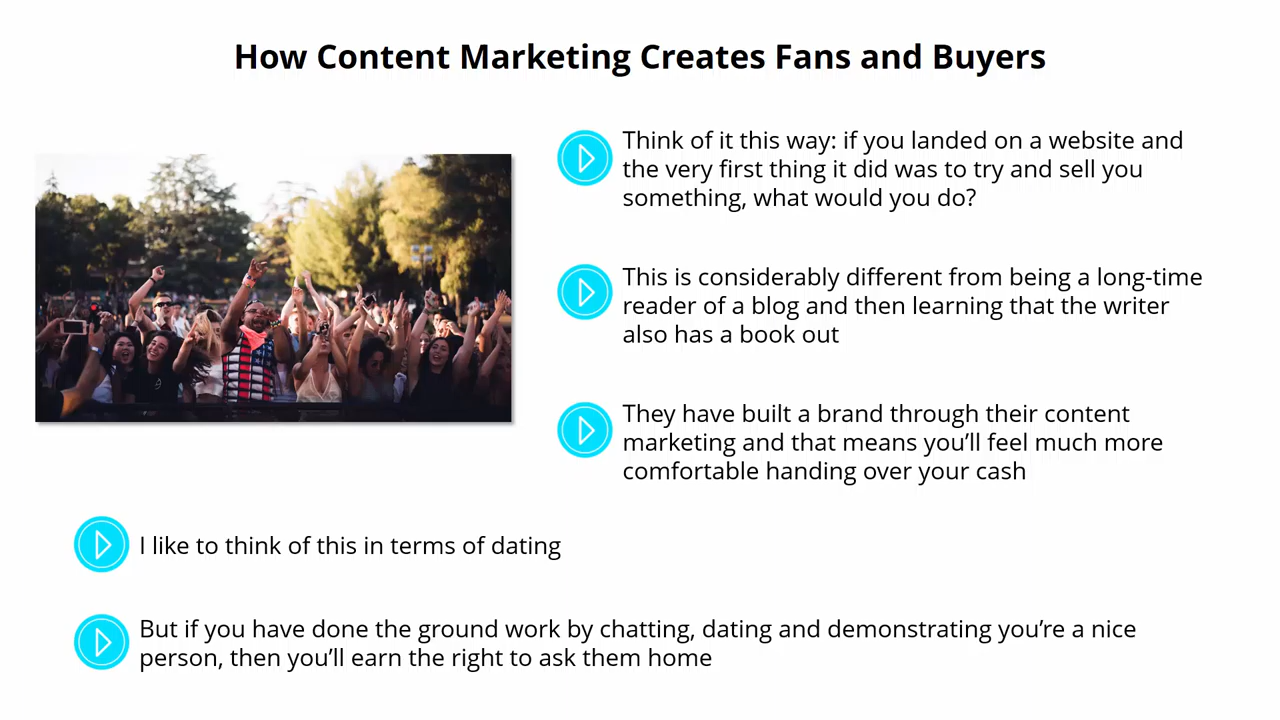 How Content Marketing Creates Fans and Buyers
Think of it this way: if you landed on a website and
the very first thing it did was to try and sell you
something, what would you do?
This is considerably different from being a long-time
reader of a blog and then learning that the writer
also has a book out
They have built a brand through their content
marketing and that means you’ll feel much more
comfortable handing over your cash
I like to think of this in terms of dating
But if you have done the ground work by chatting, dating and demonstrating you’re a nice
person, then you’ll earn the right to ask them home